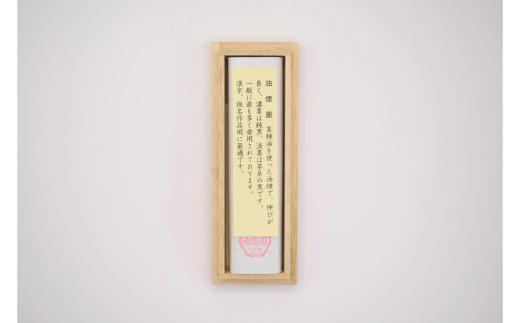 油煙墨 菜種油を使った油煙で、伸びが
良く、濃墨は純黒、淡墨は茶系の黒です。
一般に最も多く愛用されております。
漢字、仮名作品用に最適です。